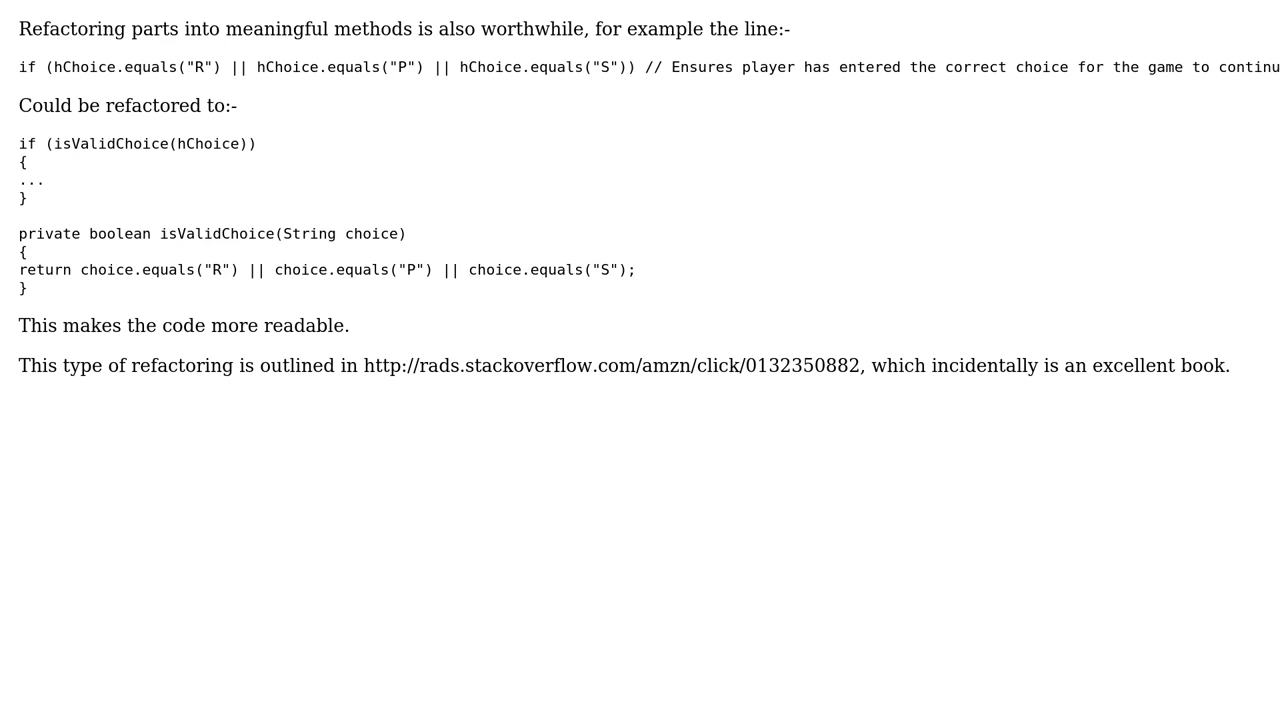 Refactoring parts into meaningful methods is also worthwhile, for example the line:-
if (hChoice.equals("R") || hChoice.equals("P") || hChoice.equals("S")) // Ensures player has entered the correct choice for the game to continu
Could be refactored to:-
if (isValidChoice(hChoice))
{
...
}
private boolean isValidChoice(String choice)
{
return choice.equals("R") || choice.equals("P") || choice.equals("S");
}
This makes the code more readable.
This type of refactoring is outlined in http://rads.stackoverflow.com/amzn/click/0132350882, which incidentally is an excellent book.